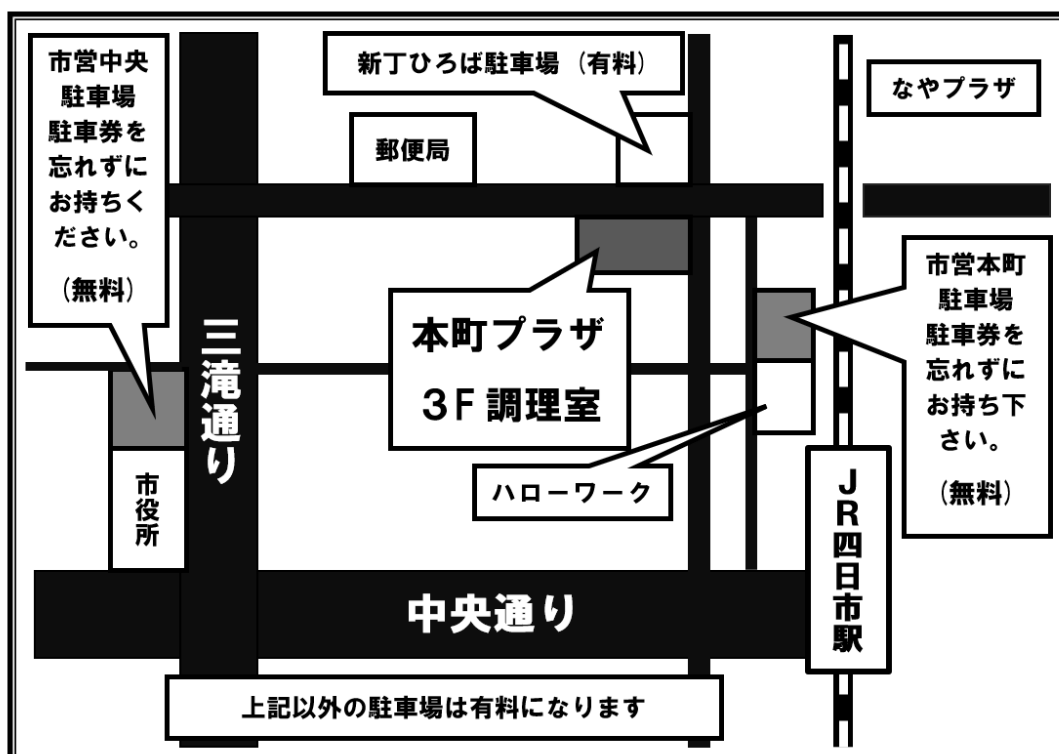 市営中央
駐車場
駐車券を
忘れずに
お持ちく
ださい。
（無料）
新丁ひろば駐車場（有料）
なやプラザ
郵便局
市営本町
駐車場
駐車券を
忘れずに
お持ち下
さい。
（無料）
三滝通り
本町プラザ
３Ｆ調理室
市役所
ハローワーク
ＪＲ四日市駅
中央通り
上記以外の駐車場は有料になります